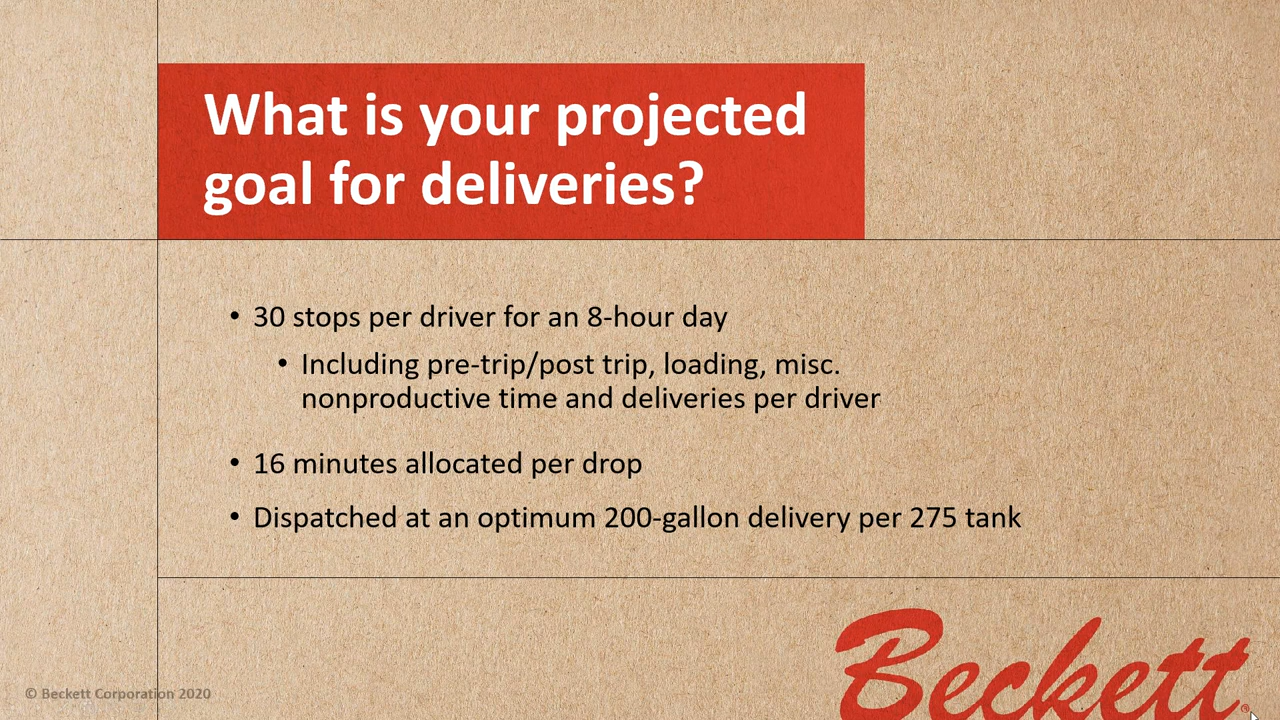 What is your projected
goal for deliveries?
• 30 stops per driver for an 8-hour day
• Including pre-trip/post trip, loading, misc.
nonproductive time and deliveries per driver
• 16 minutes allocated per drop
• Dispatched at an optimum 200-gallon delivery per 275 tank
Beckett®
© Beckett Corporation 2020